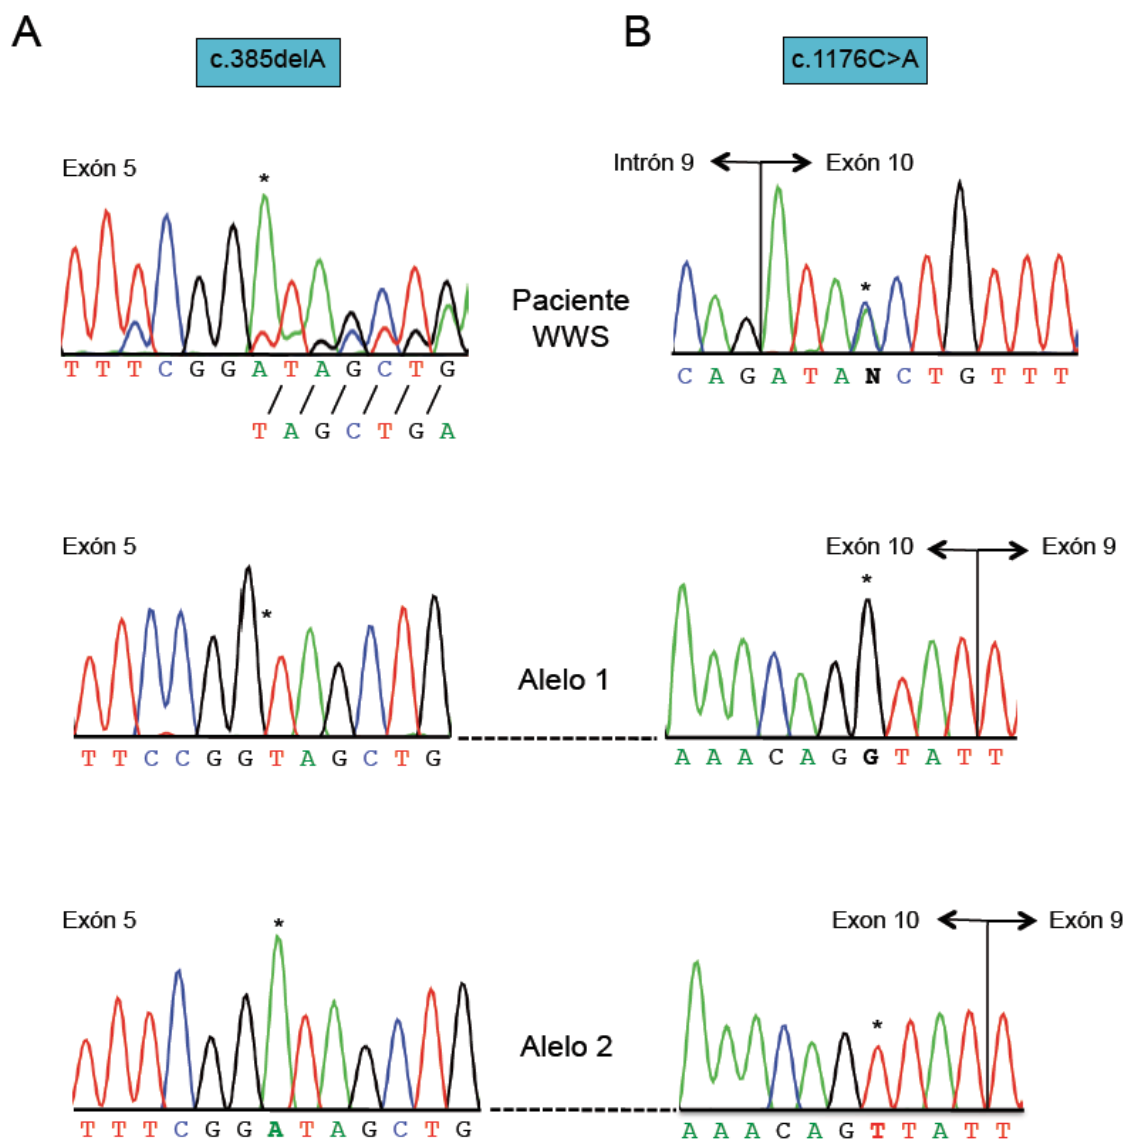 A
B
c.385delA
c.1176C>A
Exón 5
*
Intrón 9
Exón 10
*
Paciente
WWS
T T T C G G A T A G C T G
T A G C T G A
C A G A T A N C T G T T T
Exón 5
*
Exón 10
Exón 9
*
Alelo 1
T T C C G G T A G C T G
A A A C A G G T A T T
Exón 5
*
Exon 10
Exón 9
*
Alelo 2
T T T C G G A T A G C T G
A A A C A G T T A T T